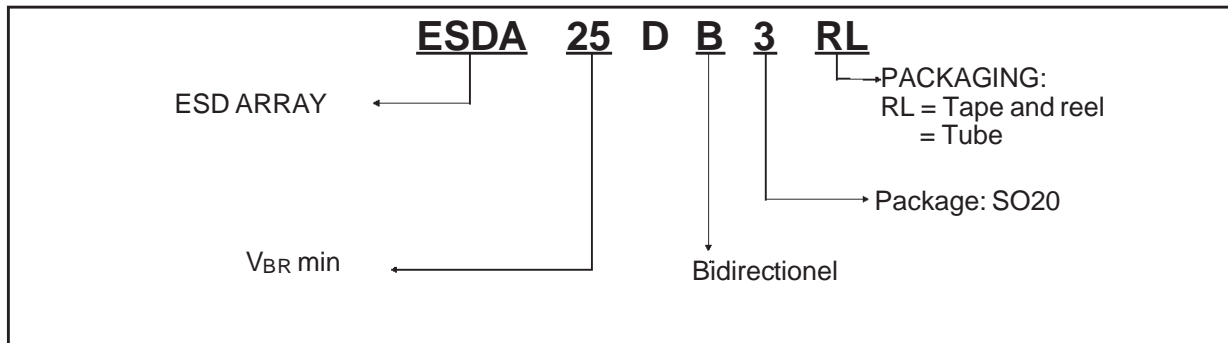 ESDA 25 D B 3 RL
PACKAGING:
RL = Tape and reel
= Tube
ESD ARRAY
Package: SO20
VBR min
Bidirectionel